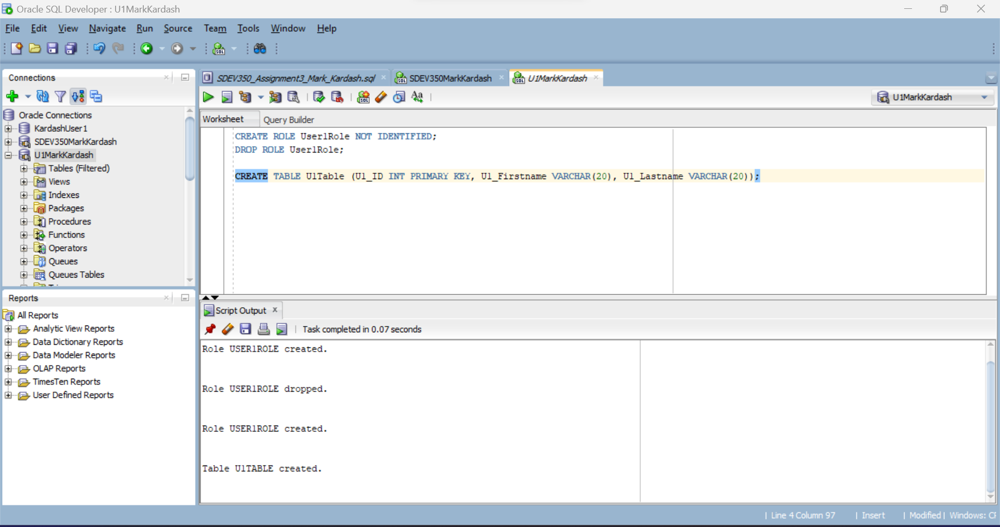 Oracle SQL Developer : U1MarkKardash
File Edit View Navigate Run Source Team Tools Window Help
Connections
Oracle Connections
KardashUser1
SDEV350MarkKardash
U1MarkKardash
Tables (Filtered)
Views
Indexes
Packages
Procedures
Functions
Operators
Queues
Queues Tables
Reports
All Reports
Analytic View Reports
Data Dictionary Reports
Data Modeler Reports
OLAP Reports
TimesTen Reports
User Defined Reports
SDEV350_Assignment3_Mark_Kardash.sql SDEV350MarkKardash U1MarkKardash
U1MarkKardash
Worksheet Query Builder
CREATE ROLE User1Role NOT IDENTIFIED;
DROP ROLE User1Role;
CREATE TABLE U1Table (U1_ID INT PRIMARY KEY, U1_Firstname VARCHAR(20), U1_Lastname VARCHAR(20));
Script Output
Task completed in 0.07 seconds
Role USER1ROLE created.
Role USER1ROLE dropped.
Role USER1ROLE created.
Table U1TABLE created.
| Line 4 Column 97 | Insert | Modified | Windows: